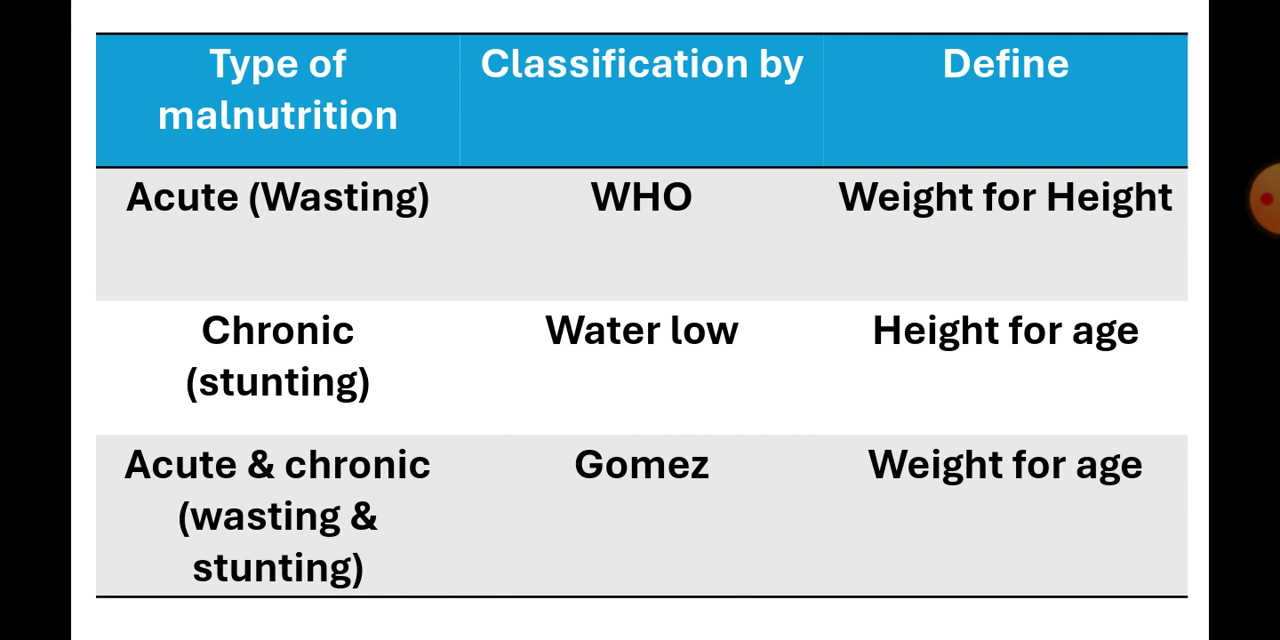 Type of malnutrition
Classification by
Define
Acute (Wasting)
WHO
Weight for Height
Chronic (stunting)
Water low
Height for age
Acute & chronic (wasting & stunting)
Gomez
Weight for age